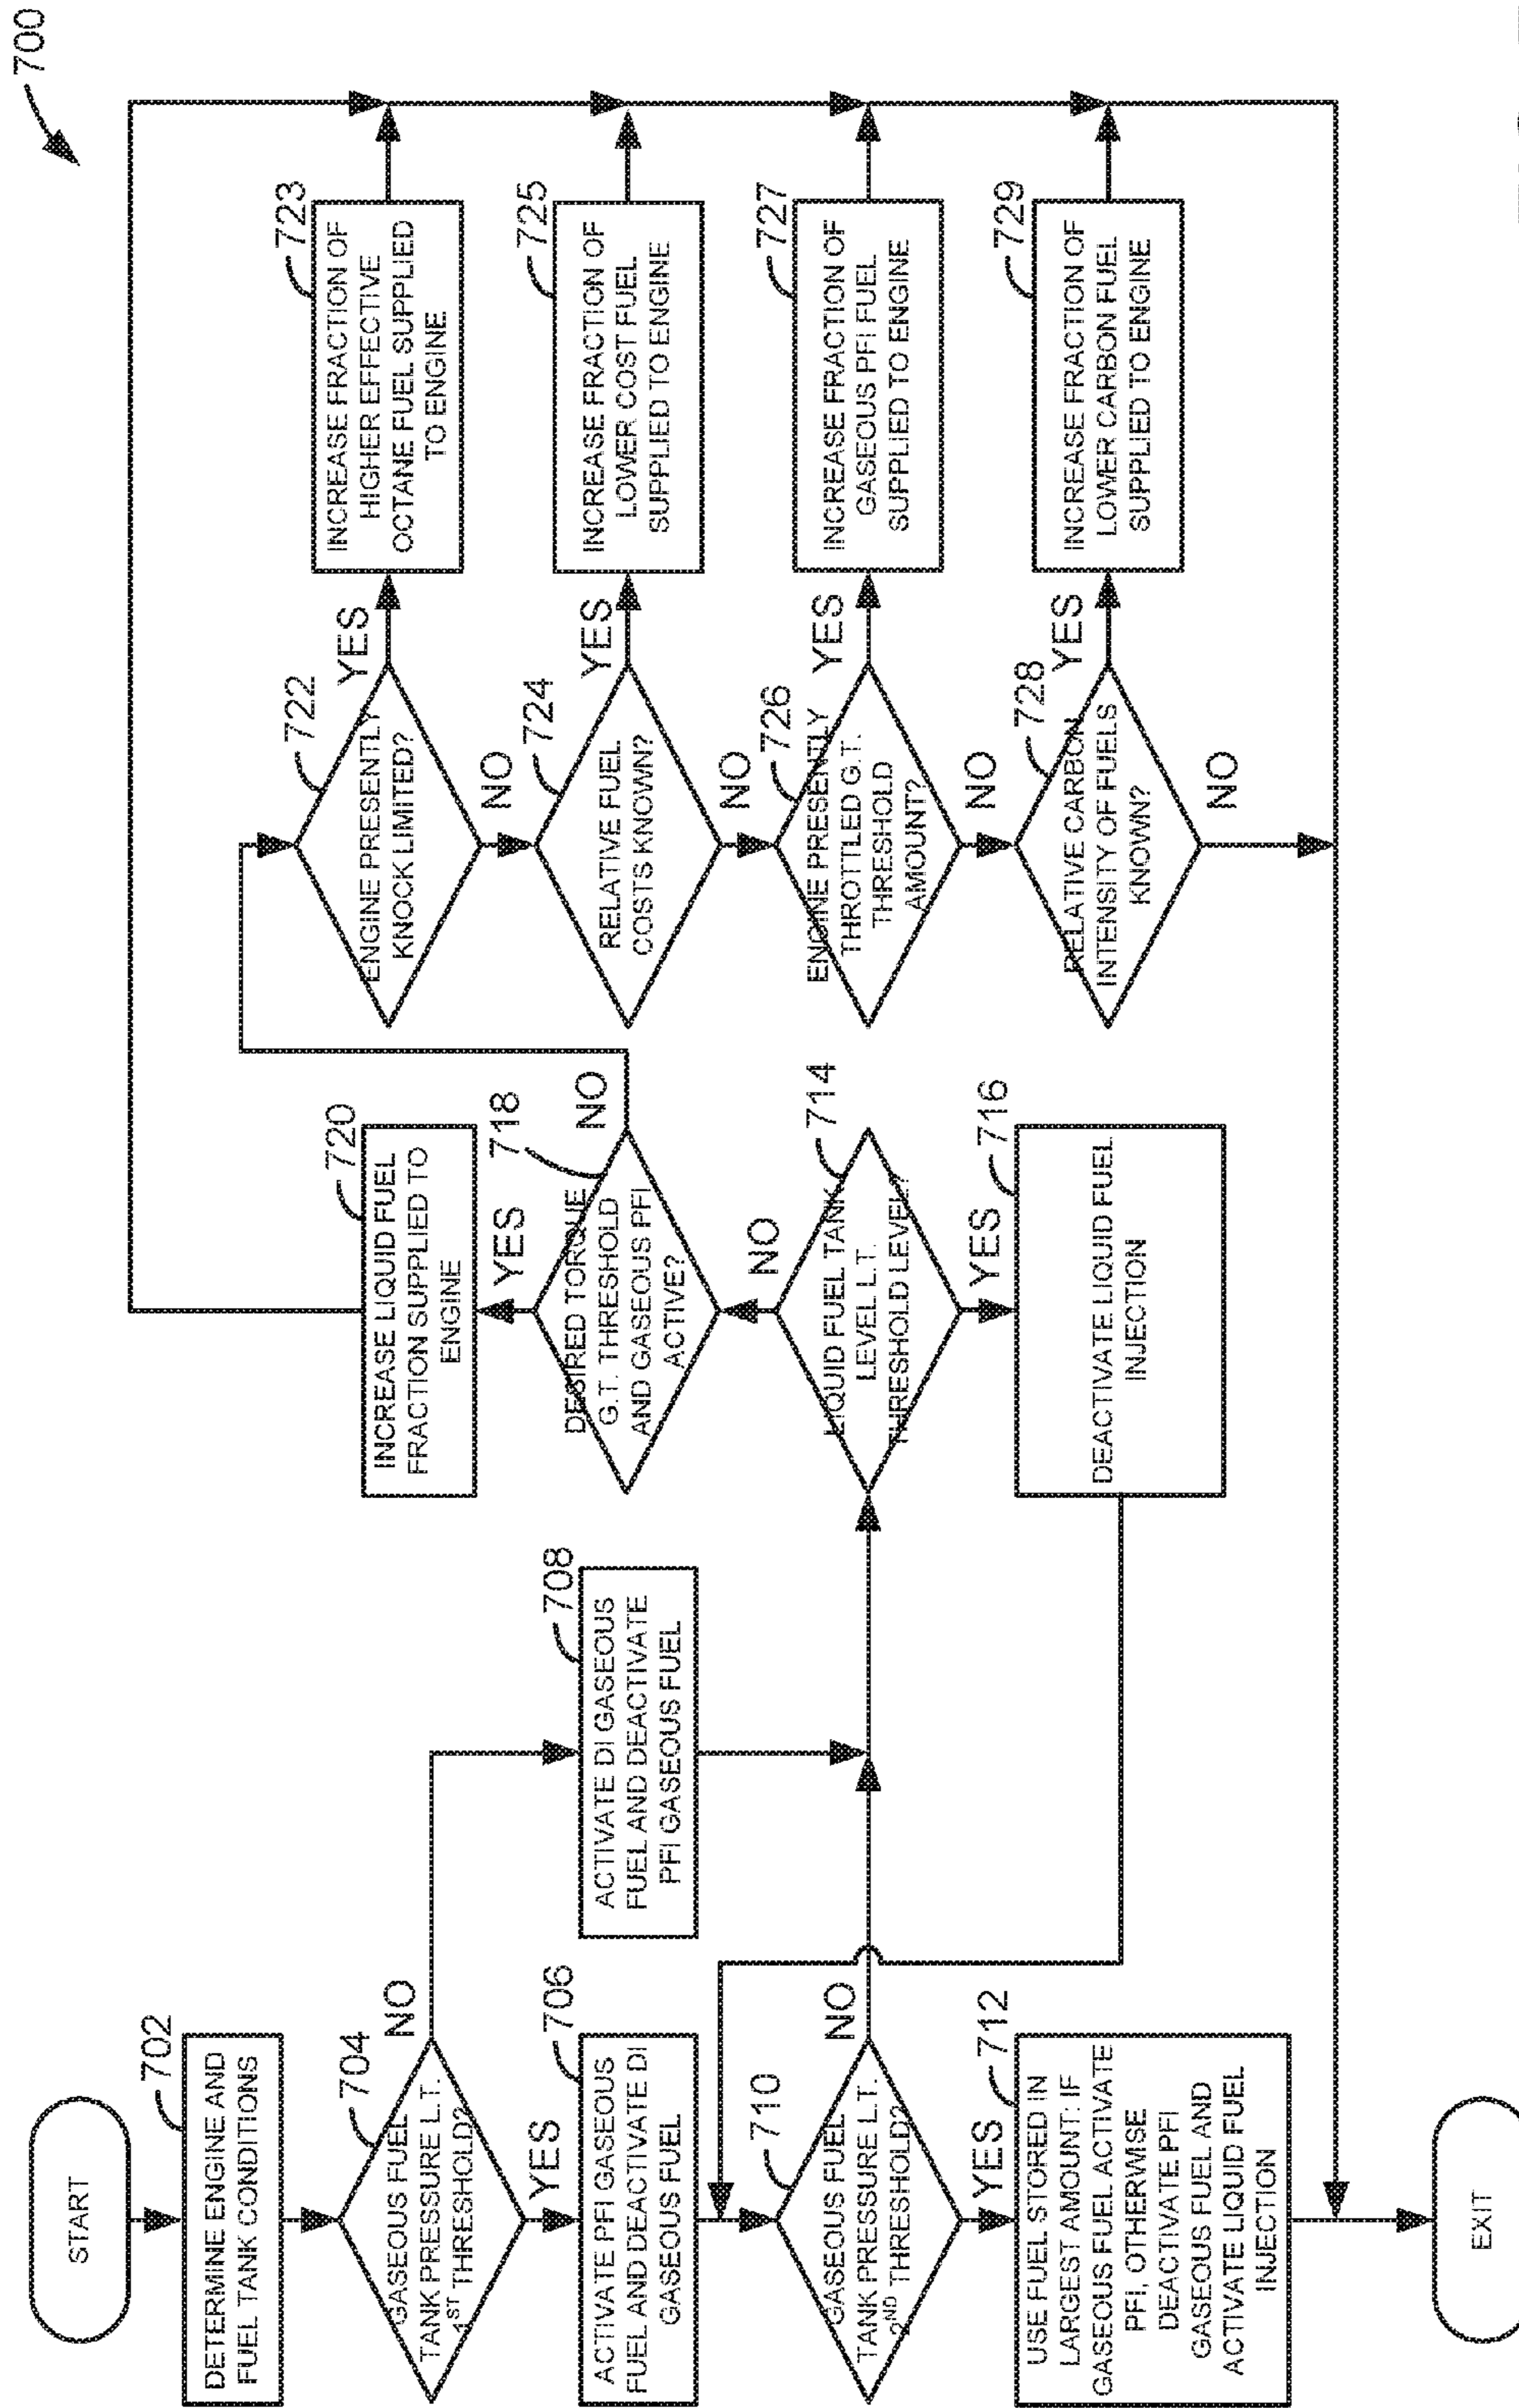 700
START
702
DETERMINE ENGINE AND
FUEL TANK CONDITIONS
704
GASEOUS FUEL
TANK PRESSURE L.T.
1ST THRESHOLD?
NO
YES
706
ACTIVATE PFI GASEOUS
FUEL AND DEACTIVATE DI
GASEOUS FUEL
708
ACTIVATE DI GASEOUS
FUEL AND DEACTIVATE
PFI GASEOUS FUEL
710
GASEOUS FUEL
TANK PRESSURE L.T.
2ND THRESHOLD?
NO
YES
712
USE FUEL STORED IN
LARGEST AMOUNT: IF
GASEOUS FUEL ACTIVATE
PFI, OTHERWISE
DEACTIVATE PFI
GASEOUS FUEL AND
ACTIVATE LIQUID FUEL
INJECTION
EXIT
720
INCREASE LIQUID FUEL
FRACTION SUPPLIED TO
ENGINE
YES
718
NO
DESIRED TORQUE
G.T. THRESHOLD
AND GASEOUS PFI
ACTIVE?
NO
714
LIQUID FUEL TANK
LEVEL L.T.
THRESHOLD LEVEL?
YES
716
DEACTIVATE LIQUID FUEL
INJECTION
722
ENGINE PRESENTLY
KNOCK LIMITED?
YES
NO
723
INCREASE FRACTION OF
HIGHER EFFECTIVE
OCTANE FUEL SUPPLIED
TO ENGINE
724
RELATIVE FUEL
COSTS KNOWN?
YES
NO
725
INCREASE FRACTION OF
LOWER COST FUEL
SUPPLIED TO ENGINE
726
ENGINE PRESENTLY
THROTTLED G.T.
THRESHOLD
AMOUNT?
YES
NO
727
INCREASE FRACTION OF
GASEOUS PFI FUEL
SUPPLIED TO ENGINE
728
RELATIVE CARBON
INTENSITY OF FUELS
KNOWN?
YES
NO
729
INCREASE FRACTION OF
LOWER CARBON FUEL
SUPPLIED TO ENGINE